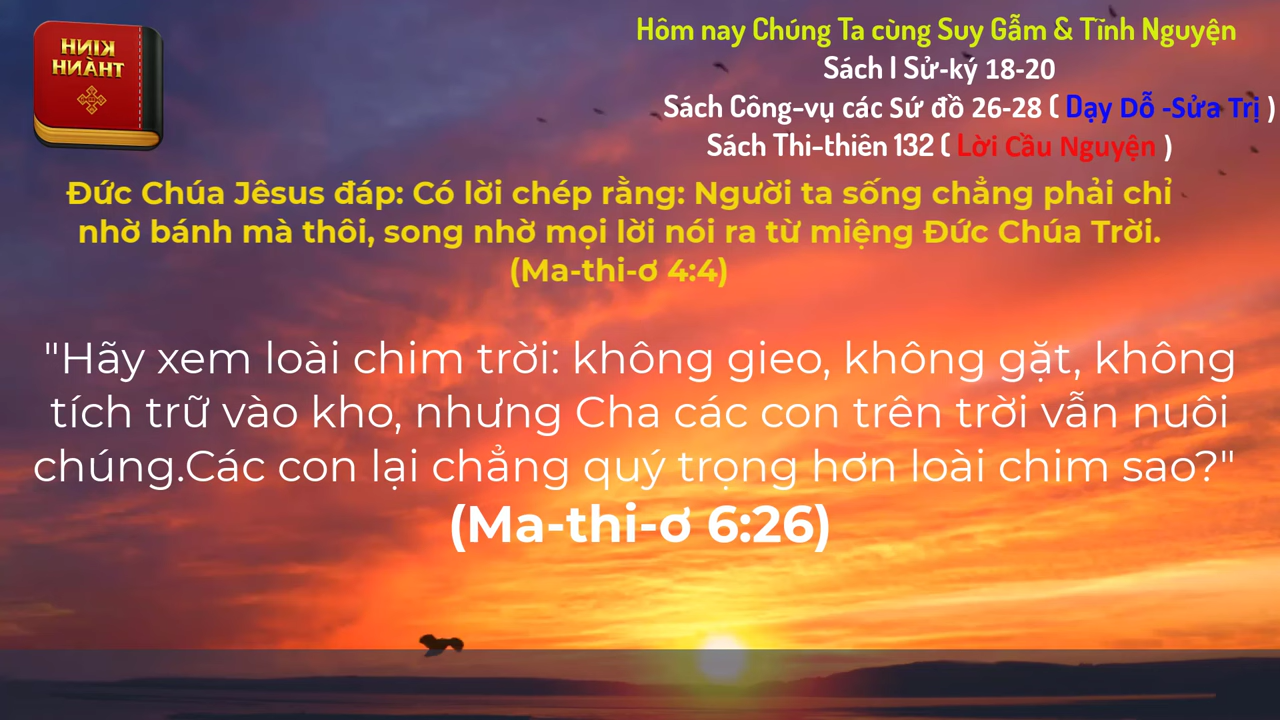 KINH
THÀNH
Hôm nay Chúng Ta cùng Suy Gẫm & Tĩnh Nguyện
Sách I Sử-ký 18-20
Sách Công-vụ các Sứ đồ 26-28 ( Dạy Dỗ -Sửa Trị )
Sách Thi-thiên 132 ( Lời Cầu Nguyện )
Đức Chúa Jêsus đáp: Có lời chép rằng: Người ta sống chẳng phải chỉ
nhờ bánh mà thôi, song nhờ mọi lời nói ra từ miệng Đức Chúa Trời.
(Ma-thi-ơ 4:4)
"Hãy xem loài chim trời: không gieo, không gặt, không
tích trữ vào kho, nhưng Cha các con trên trời vẫn nuôi
chúng.Các con lại chẳng quý trọng hơn loài chim sao?"
(Ma-thi-ơ 6:26)